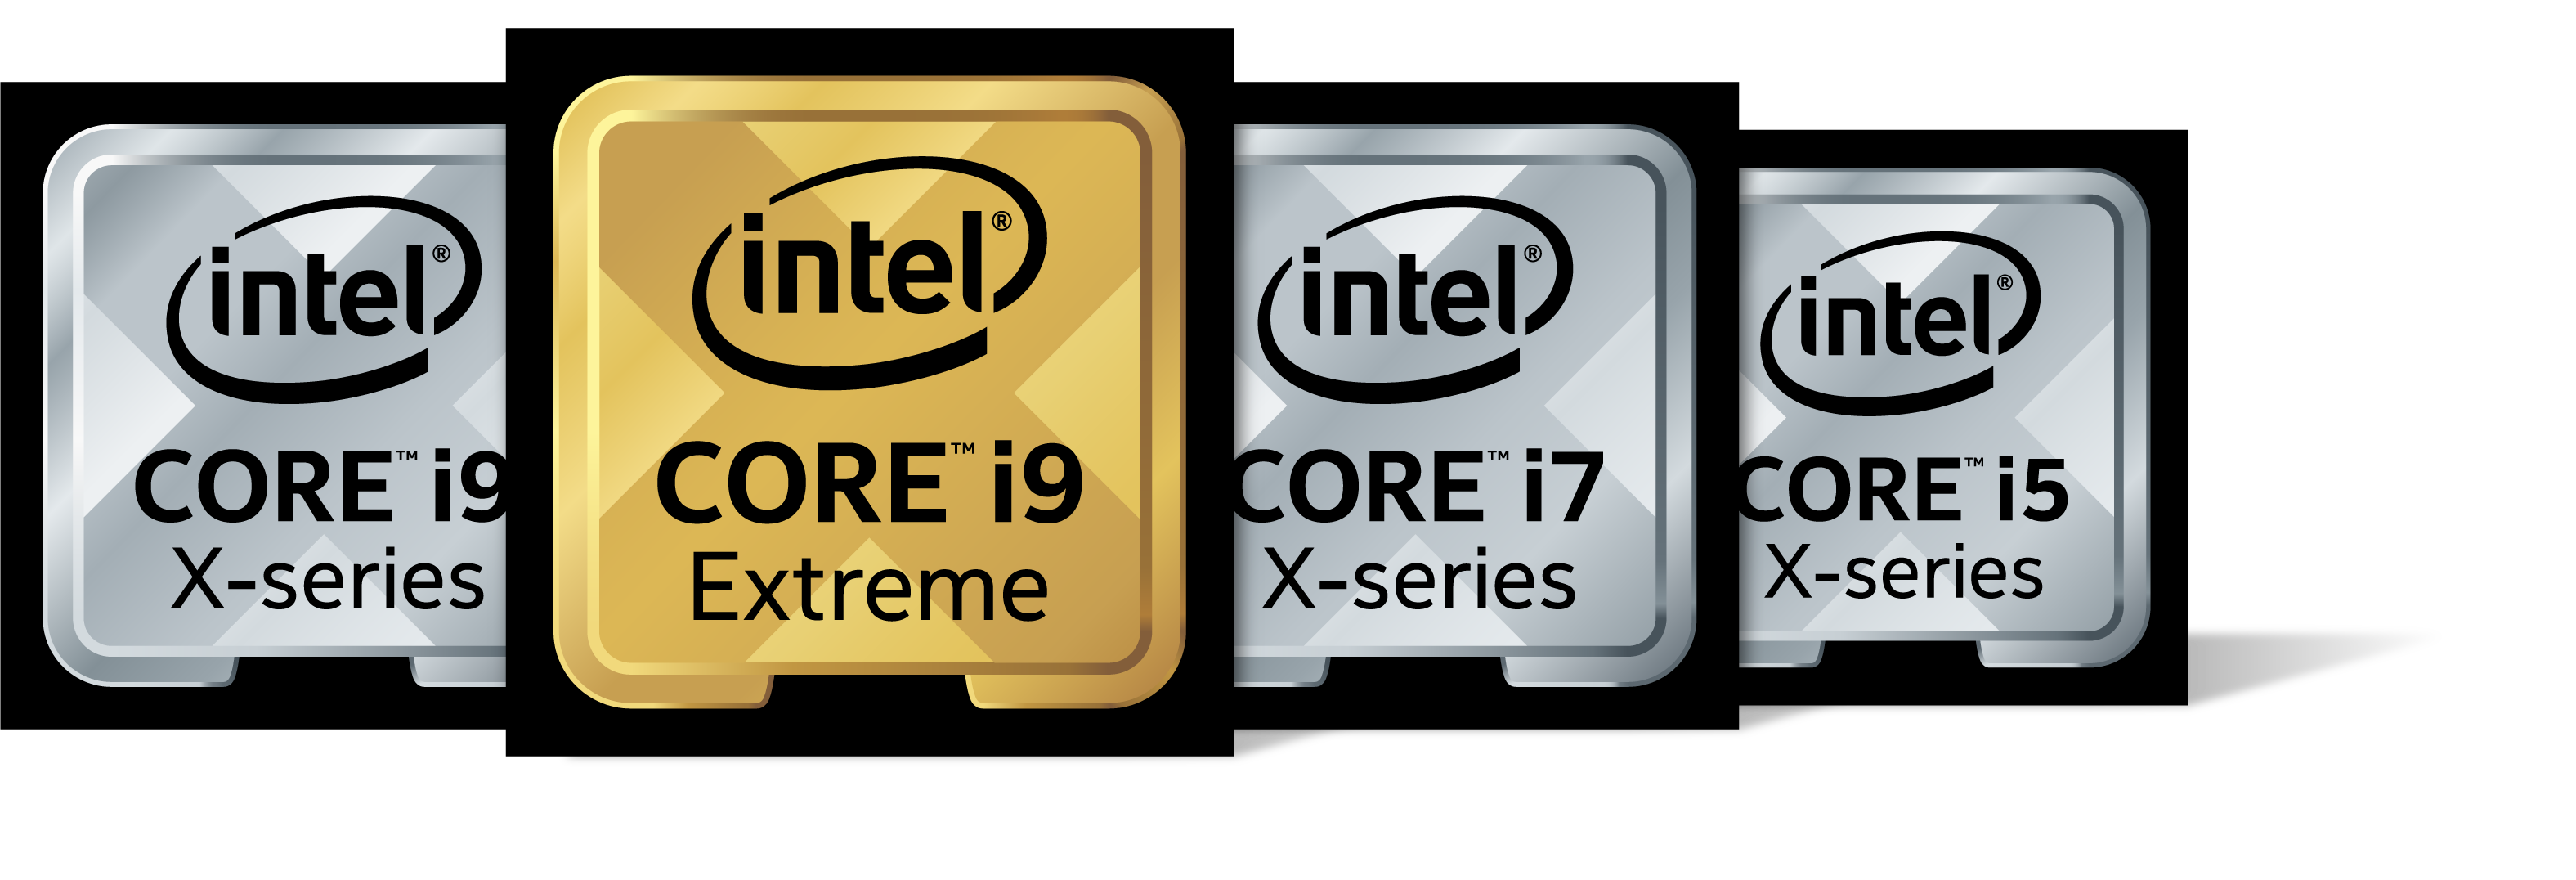 intel®
CORE™ i9
X-series
intel®
CORE™ i9
Extreme
intel®
CORE™ i7
X-series
intel®
CORE™ i5
X-series